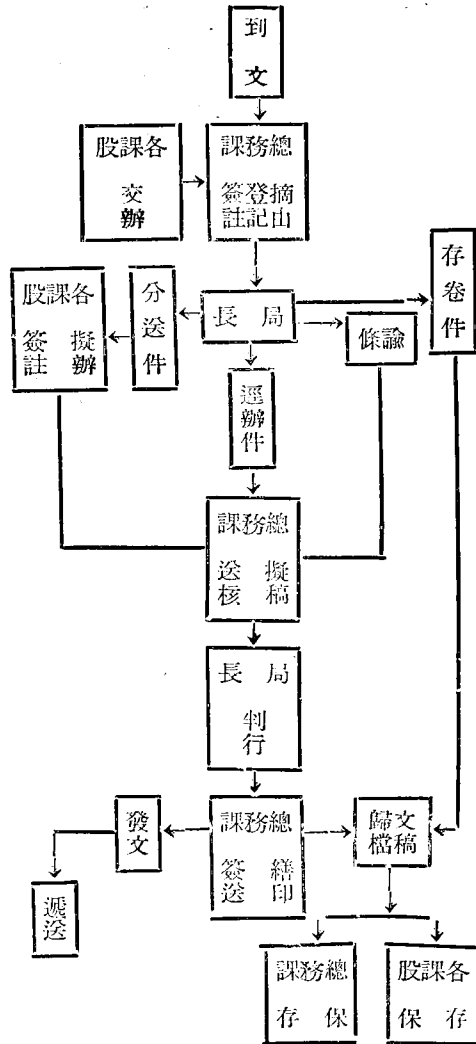 到文
總務課
摘由
登記
簽註
各課股
交辦
局長
存卷件
諭條
分送件
各課股
擬辦
簽註
逕辦件
總務課
擬稿
送核
局長
判行
總務課
繕印
簽送
文稿
歸檔
發文
遞送
各課股
存保
總務課
保存